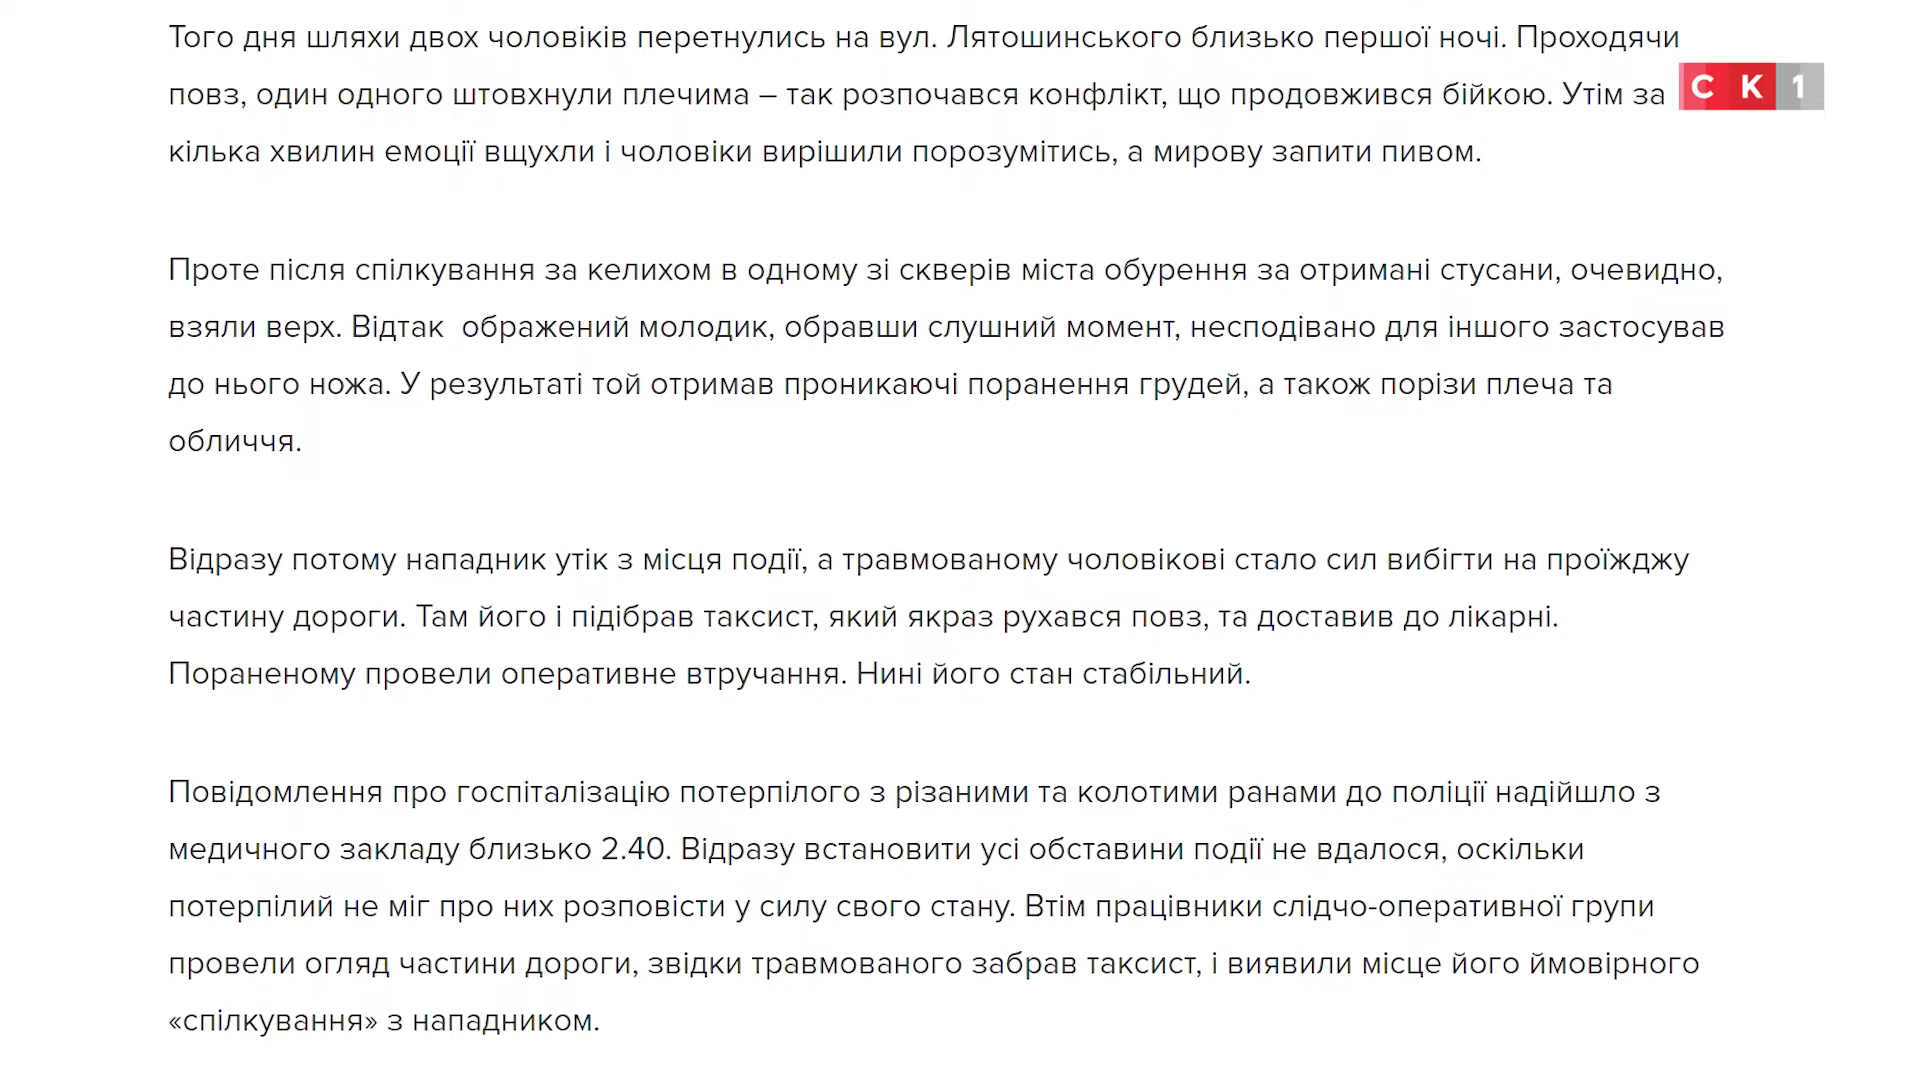 Того дня шляхи двох чоловіків перетнулись на вул. Лятошинського близько першої ночі. Проходячи
повз, один одного штовхнули плечима – так розпочався конфлікт, що продовжився бійкою. Утім за
СК1
кілька хвилин емоції вщухли і чоловіки вирішили порозумітись, а мирову запити пивом.
Проте після спілкування за келихом в одному зі скверів міста обурення за отримані стусани, очевидно,
взяли верх. Відтак  ображений молодик, обравши слушний момент, несподівано для іншого застосував
до нього ножа. У результаті той отримав проникаючі поранення грудей, а також порізи плеча та
обличчя.
Відразу потому нападник утік з місця події, а травмованому чоловікові стало сил вибігти на проїжджу
частину дороги. Там його і підібрав таксист, який якраз рухався повз, та доставив до лікарні.
Пораненому провели оперативне втручання. Нині його стан стабільний.
Повідомлення про госпіталізацію потерпілого з різаними та колотими ранами до поліції надійшло з
медичного закладу близько 2.40. Відразу встановити усі обставини події не вдалося, оскільки
потерпілий не міг про них розповісти у силу свого стану. Втім працівники слідчо-оперативної групи
провели огляд частини дороги, звідки травмованого забрав таксист, і виявили місце його ймовірного
«спілкування» з нападником.